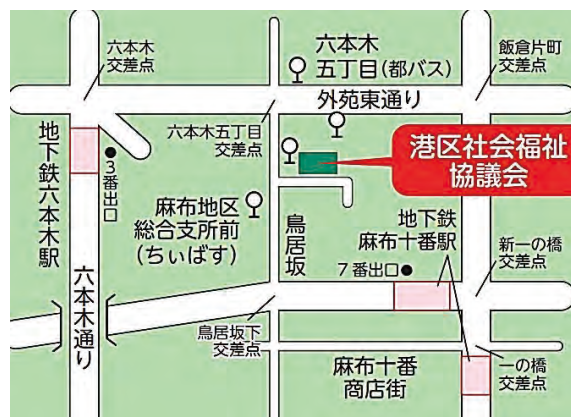 六本木
交差点
六本木
五丁目(都バス)
飯倉片町
交差点
外苑東通り
地下鉄六本木駅
●3番出口
六本木五丁目
交差点
港区社会福祉
協議会
麻布地区
総合支所前
(ちぃばす)
鳥居坂
地下鉄
麻布十番駅
7番出口●
新一の橋
交差点
六本木通り
鳥居坂下
交差点
麻布十番
商店街
一の橋
交差点